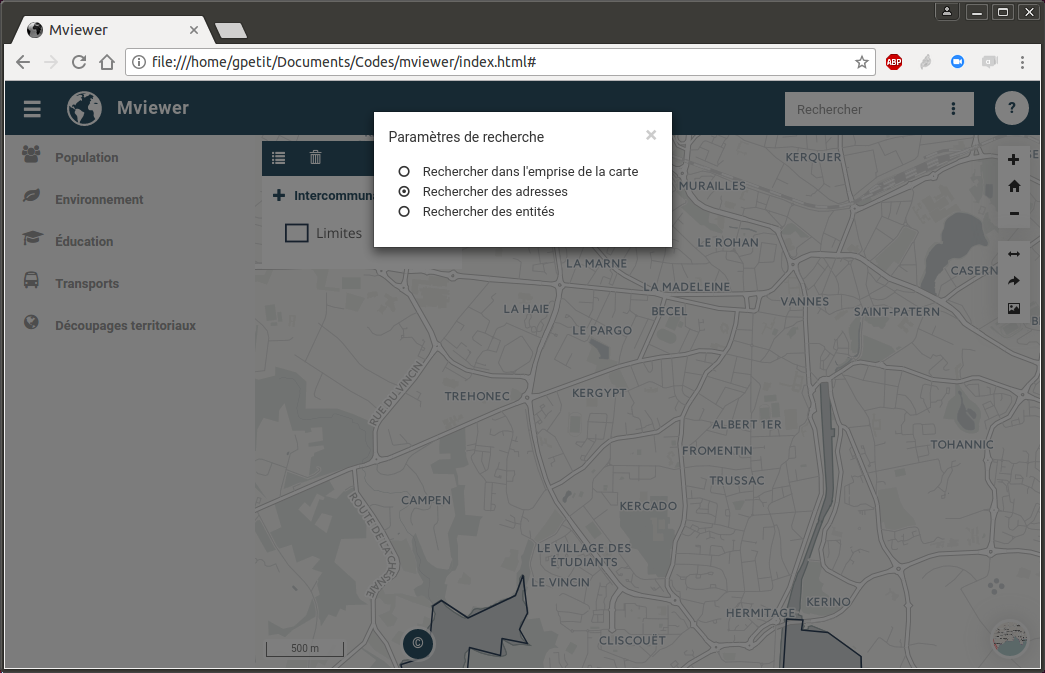 Mviewer
file:///home/gpetit/Documents/Codes/mviewer/index.html#
ABP
Mviewer
Rechercher
?
Paramètres de recherche
×
Rechercher dans l'emprise de la carte
Rechercher des adresses
Rechercher des entités
Population
Environnement
Éducation
Transports
Découpages territoriaux
Intercommuna
Limites
KERQUER
MURAILLES
LE ROHAN
LA MARNE
CASERN
LA MADELEINE
VANNES
LA HAIE
BECEL
SAINT-PATERN
LE PARGO
RUE DU VINCIN
TREHONEC
KERGYPT
ALBERT 1ER
TOHANNIC
FROMENTIN
TRUSSAC
CAMPEN
KERCADO
ROUTE DE LA CHESNAIE
LE VILLAGE DES
ÉTUDIANTS
LE VINCIN
KERINO
HERMITAGE
CLISCOUËT
500 m
©